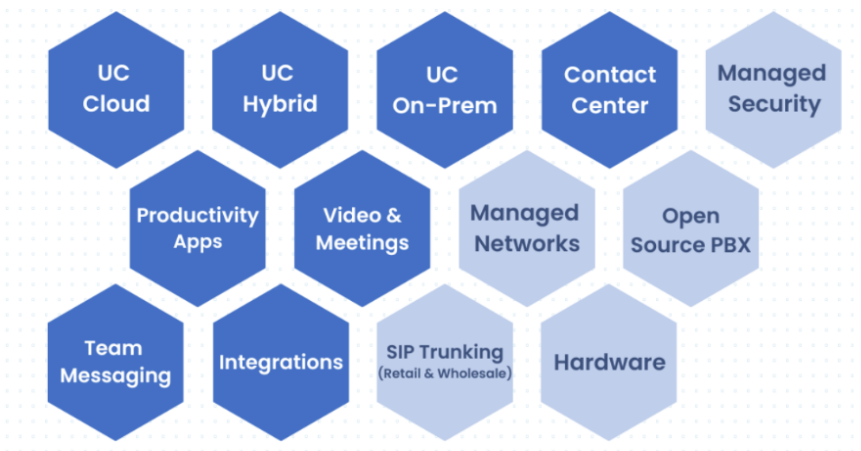 UC
Cloud
UC
Hybrid
UC
On-Prem
Contact
Center
Managed
Security
Productivity
Apps
Video &
Meetings
Managed
Networks
Open
Source PBX
Team
Messaging
Integrations
SIP Trunking
(Retail & Wholesale)
Hardware